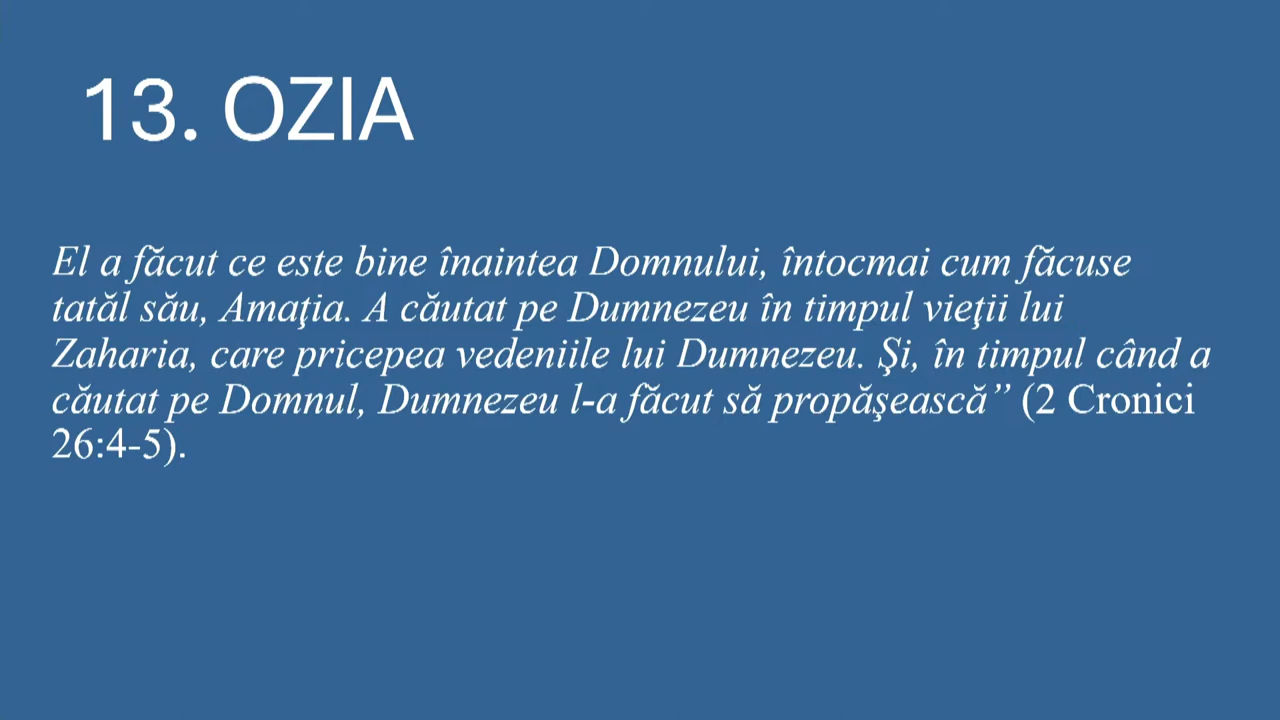 13. OZIA
El a făcut ce este bine înaintea Domnului, întocmai cum făcuse
tatăl său, Amaţia. A căutat pe Dumnezeu în timpul vieţii lui
Zaharia, care pricepea vedeniile lui Dumnezeu. Şi, în timpul când a
căutat pe Domnul, Dumnezeu l-a făcut să propăşească” (2 Cronici
26:4-5).